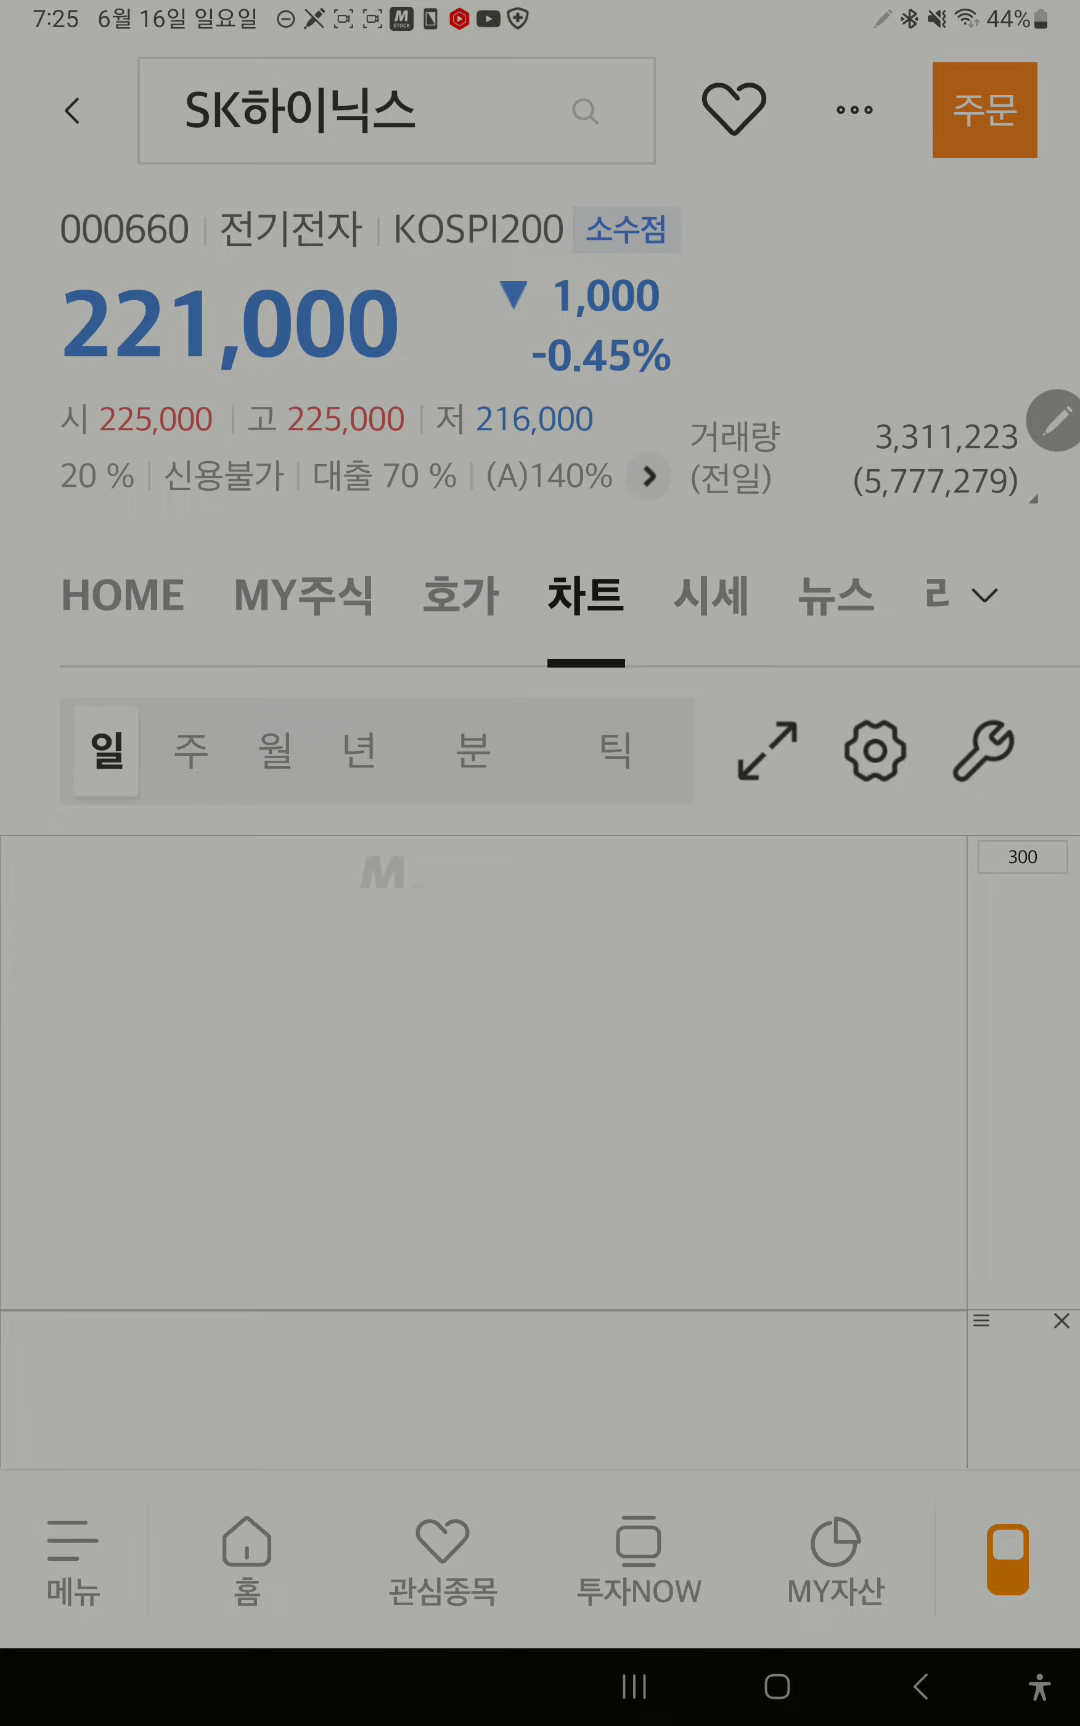 7:25 6월 16일 일요일 44%
SK하이닉스
주문
000660 전기전자 KOSPI200 소수점
221,000 ▼ 1,000
-0.45%
시 225,000 고 225,000 저 216,000
거래량 3,311,223
20 % 신용불가 대출 70 % (A)140%
(전일) (5,777,279)
HOME MY주식 호가 차트 시세 뉴스 리
일 주 월 년 분 틱
M
300
메뉴 홈 관심종목 투자NOW MY자산